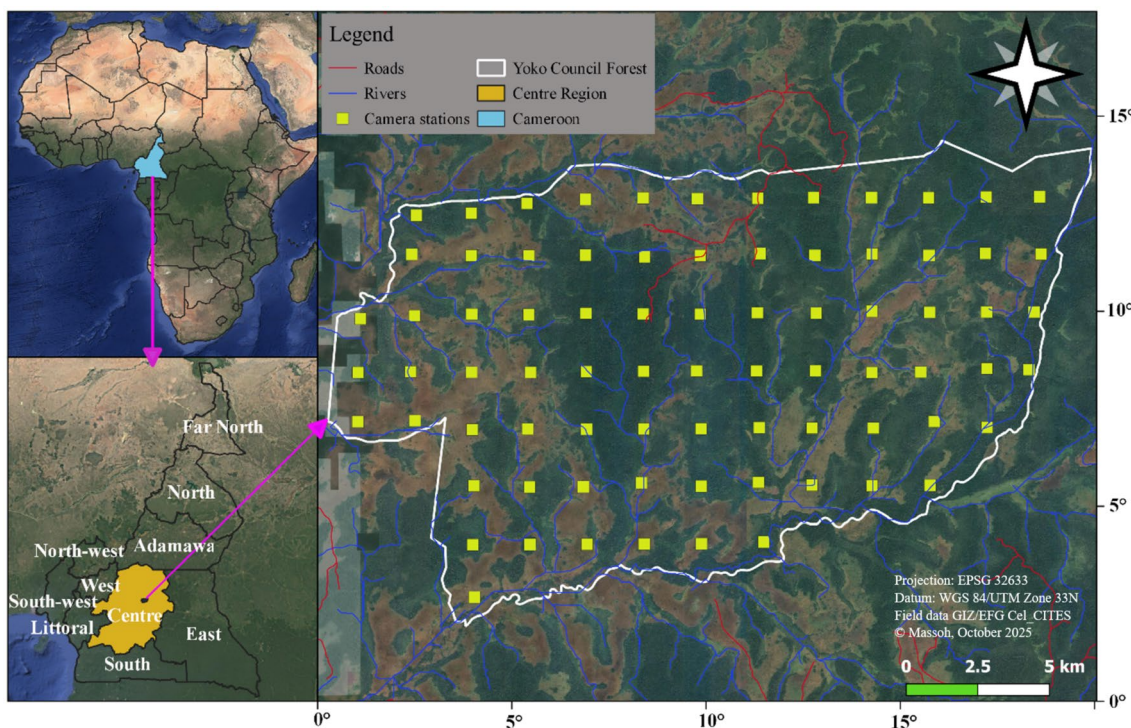 Legend
Roads
Rivers
Camera stations
Yoko Council Forest
Centre Region
Cameroon
15°
10°
5°
0°
Far North
North
Adamawa
North-west
West
South-west
Centre
Littoral
East
South
Projection: EPSG 32633
Datum: WGS 84/UTM Zone 33N
Field data GIZ/EFG Cel_CITES
© Massoh, October 2025
0 2.5 5 km
0° 5° 10° 15°